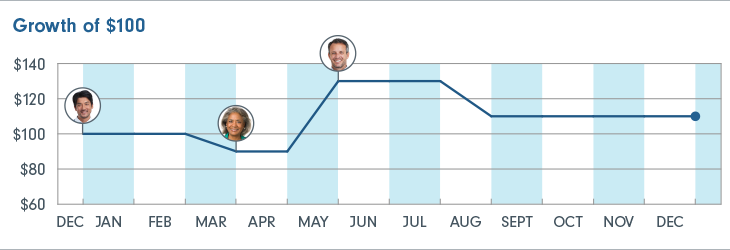 Growth of $100
$140
$120
$100
$80
$60
DEC JAN FEB MAR APR MAY JUN JUL AUG SEPT OCT NOV DEC